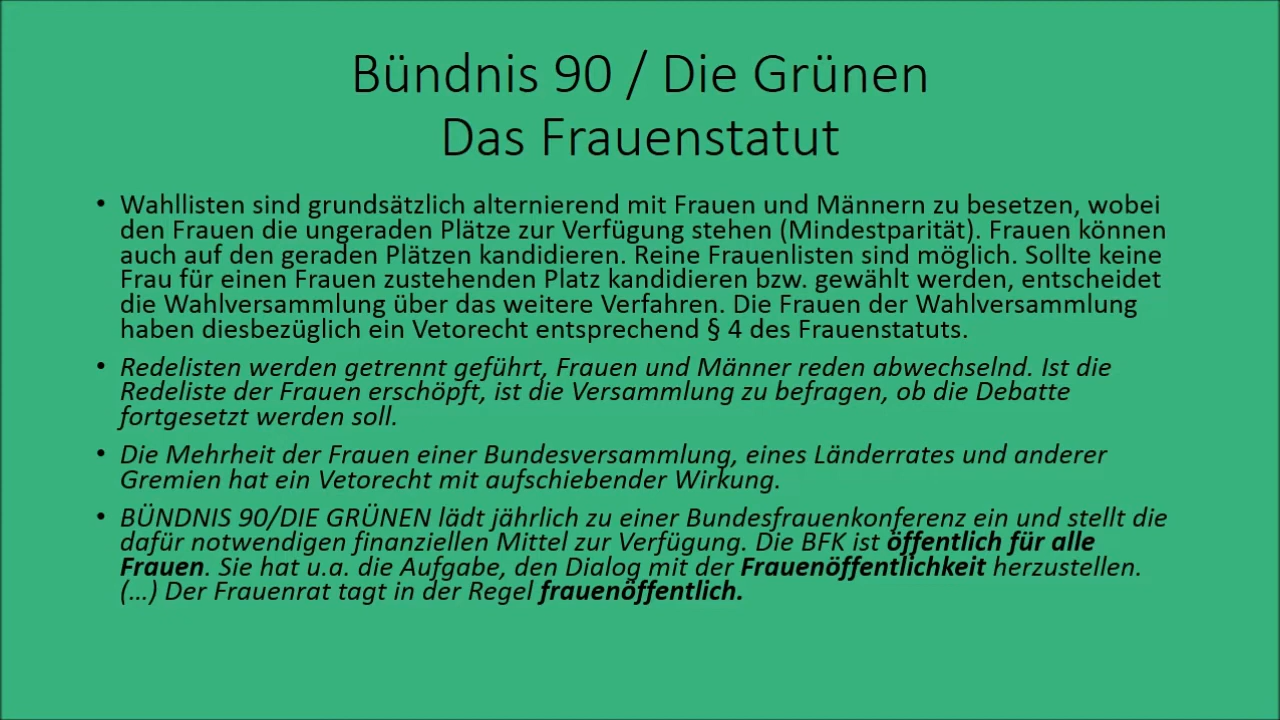 Bündnis 90 / Die Grünen
Das Frauenstatut
• Wahllisten sind grundsätzlich alternierend mit Frauen und Männern zu besetzen, wobei
den Frauen die ungeraden Plätze zur Verfügung stehen (Mindestparität). Frauen können
auch auf den geraden Plätzen kandidieren. Reine Frauenlisten sind möglich. Sollte keine
Frau für einen Frauen zustehenden Platz kandidieren bzw. gewählt werden, entscheidet
die Wahlversammlung über das weitere Verfahren. Die Frauen der Wahlversammlung
haben diesbezüglich ein Vetorecht entsprechend § 4 des Frauenstatuts.
• Redelisten werden getrennt geführt, Frauen und Männer reden abwechselnd. Ist die
Redeliste der Frauen erschöpft, ist die Versammlung zu befragen, ob die Debatte
fortgesetzt werden soll.
• Die Mehrheit der Frauen einer Bundesversammlung, eines Länderrates und anderer
Gremien hat ein Vetorecht mit aufschiebender Wirkung.
• BÜNDNIS 90/DIE GRÜNEN lädt jährlich zu einer Bundesfrauenkonferenz ein und stellt die
dafür notwendigen finanziellen Mittel zur Verfügung. Die BFK ist öffentlich für alle
Frauen. Sie hat u.a. die Aufgabe, den Dialog mit der Frauenöffentlichkeit herzustellen.
(...) Der Frauenrat tagt in der Regel frauenöffentlich.